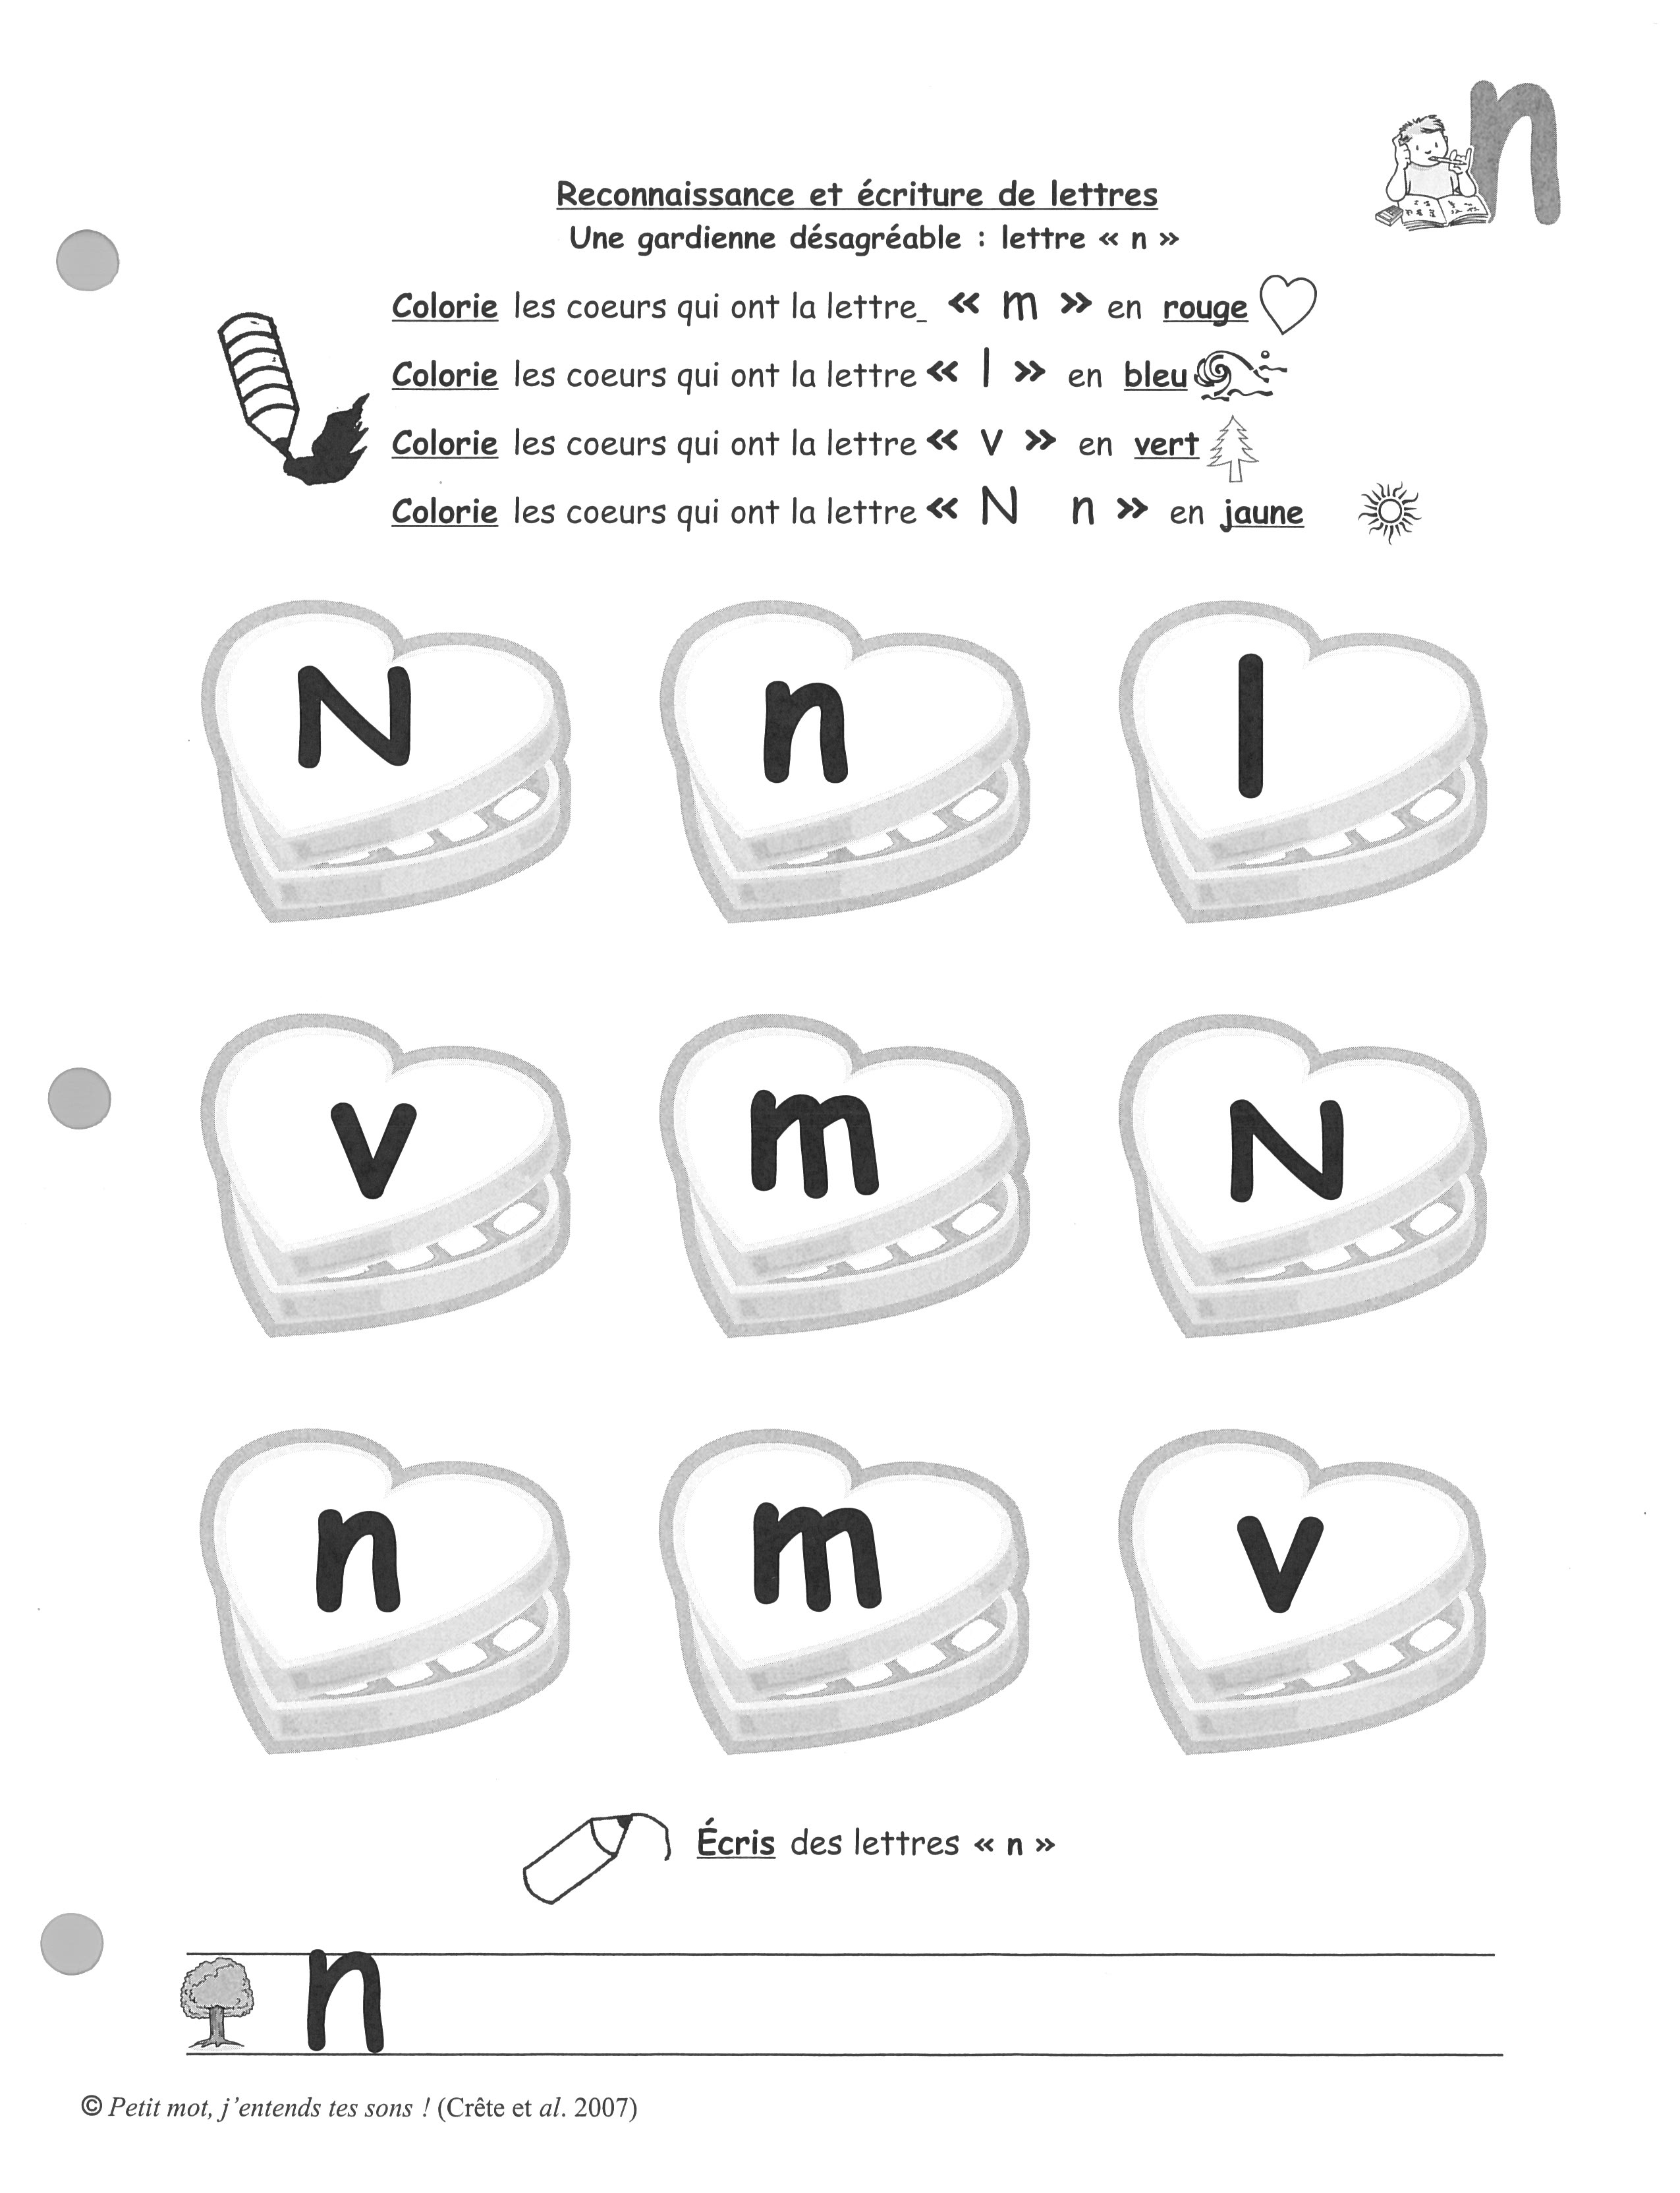 n
Reconnaissance et écriture de lettres
Une gardienne désagréable : lettre « n »
Colorie les coeurs qui ont la lettre_ « m » en rouge
Colorie les coeurs qui ont la lettre « l » en bleu
Colorie les coeurs qui ont la lettre « v » en vert
Colorie les coeurs qui ont la lettre « N n » en jaune
N n l
v m N
n m v
Écris des lettres « n »
n
© Petit mot, j'entends tes sons ! (Crête et al. 2007)